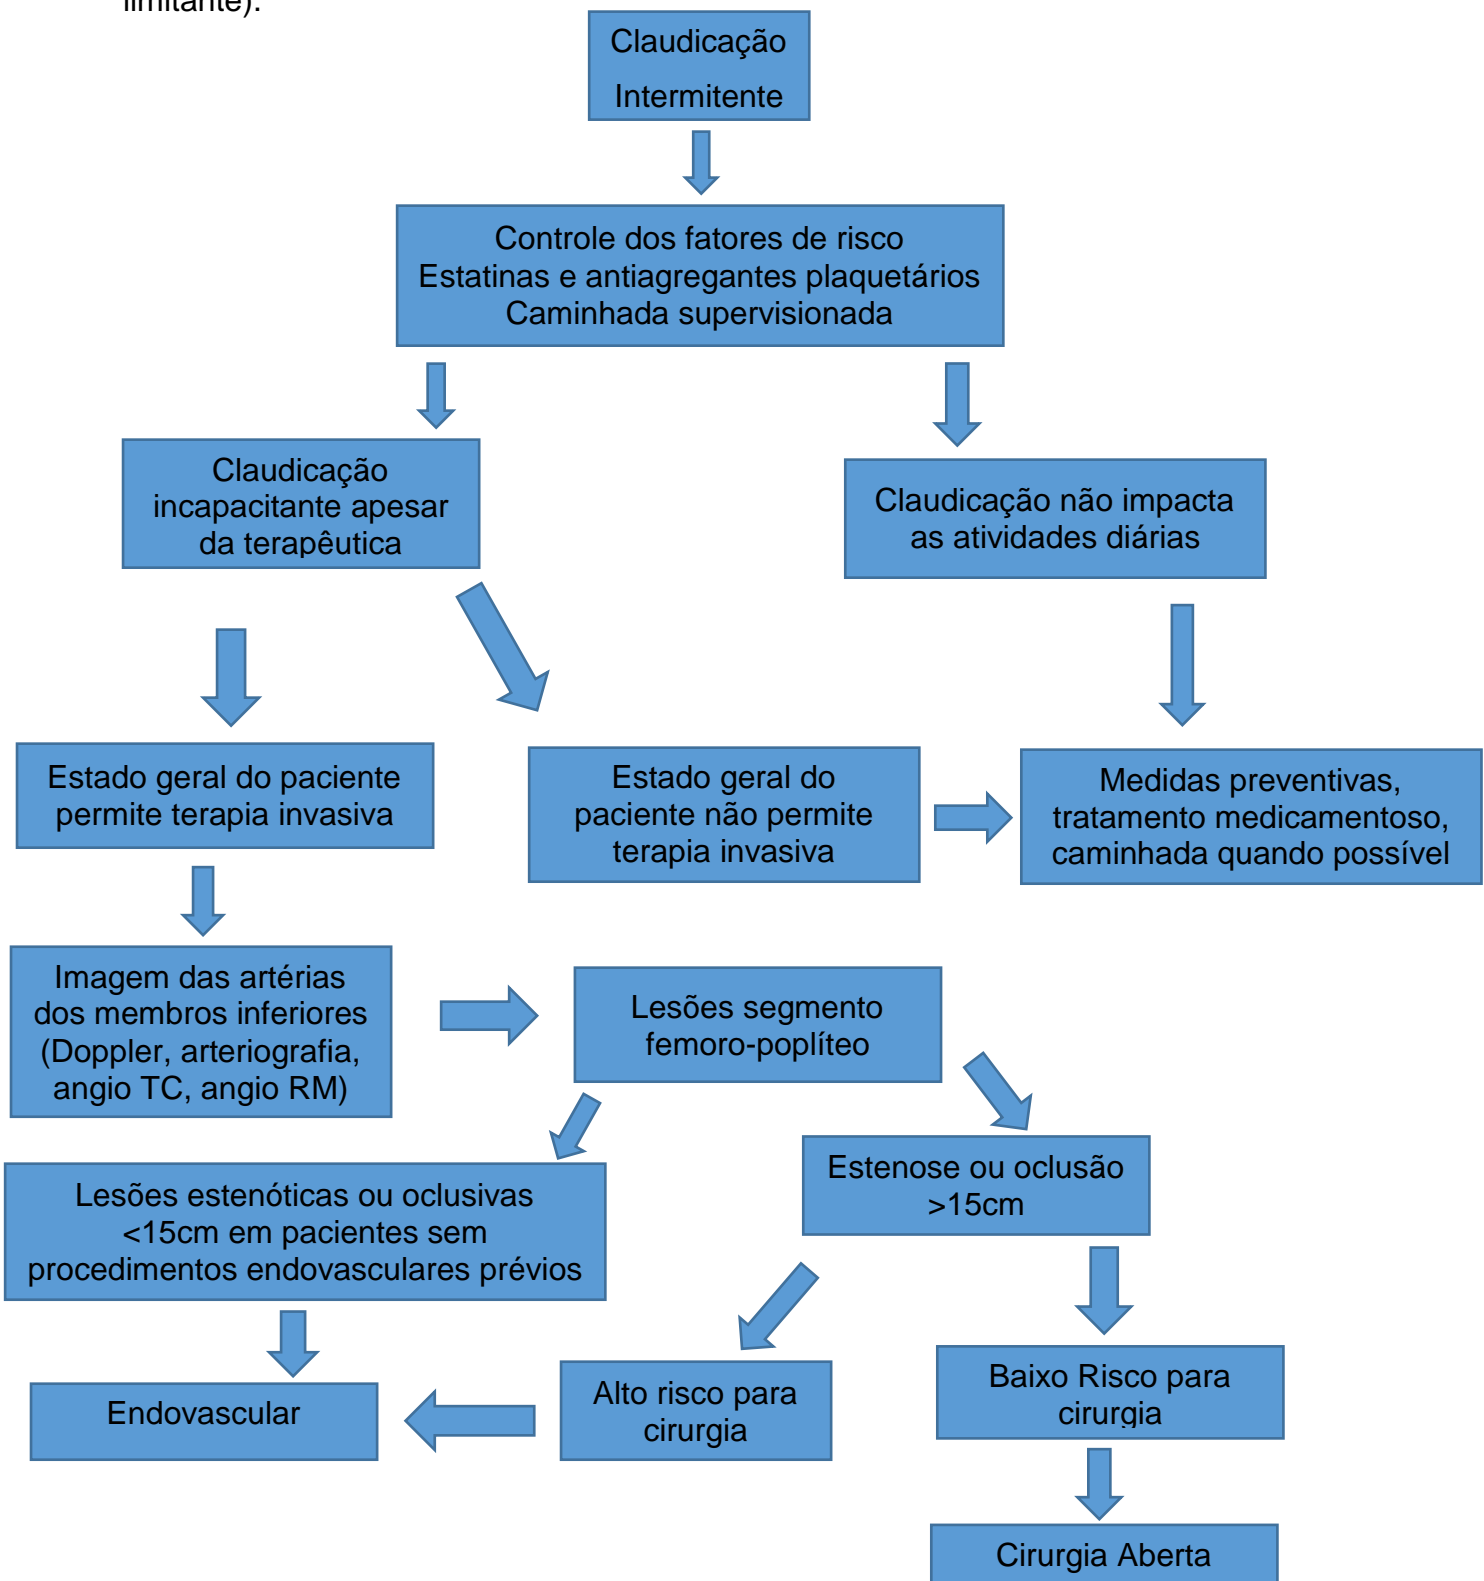 limitante).
Claudicação
Intermitente
Controle dos fatores de risco
Estatinas e antiagregantes plaquetários
Caminhada supervisionada
Claudicação
incapacitante apesar
da terapêutica
Claudicação não impacta
as atividades diárias
Estado geral do paciente
permite terapia invasiva
Estado geral do
paciente não permite
terapia invasiva
Medidas preventivas,
tratamento medicamentoso,
caminhada quando possível
Imagem das artérias
dos membros inferiores
(Doppler, arteriografia,
angio TC, angio RM)
Lesões segmento
femoro-poplíteo
Lesões estenóticas ou oclusivas
<15cm em pacientes sem
procedimentos endovasculares prévios
Estenose ou oclusão
>15cm
Endovascular
Alto risco para
cirurgia
Baixo Risco para
cirurgia
Cirurgia Aberta